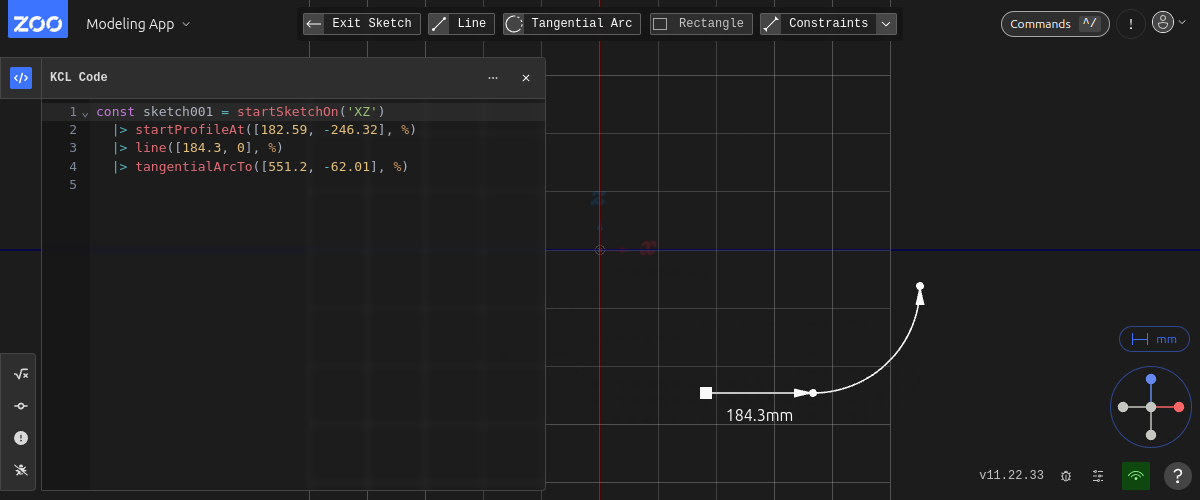 ZOO Modeling App Exit Sketch Line Tangential Arc Rectangle Constraints Commands ^/ !
KCL Code ... ×
1 const sketch001 = startSketchOn('XZ')
2 |> startProfileAt([182.59, -246.32], %)
3 |> line([184.3, 0], %)
4 |> tangentialArcTo([551.2, -62.01], %)
5
z
x
mm
184.3mm
v11.22.33 ?